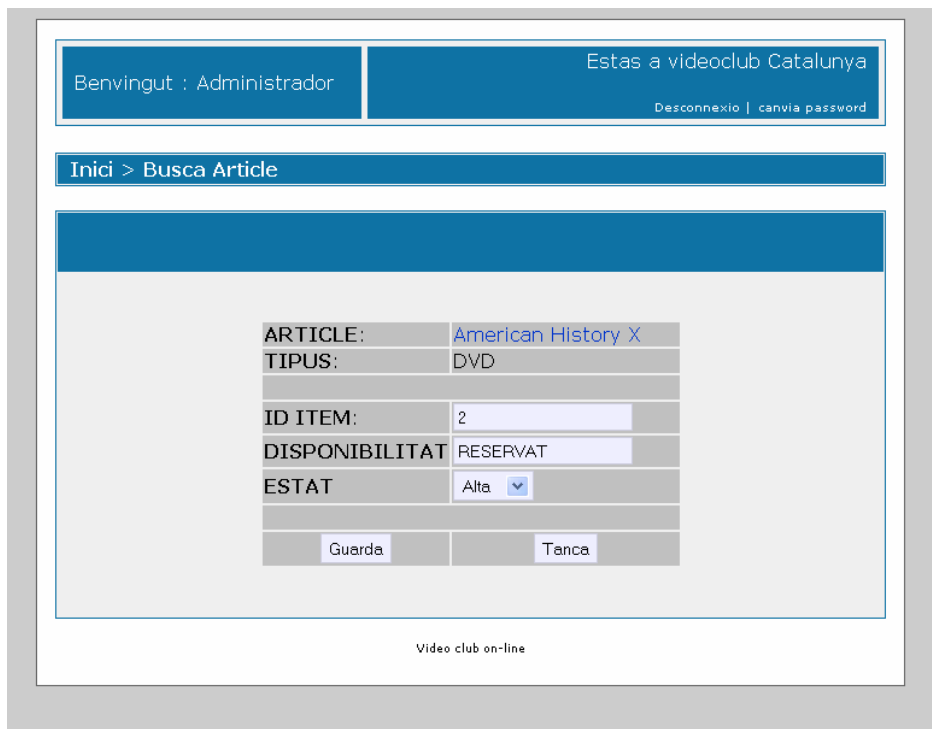 Benvingut : Administrador
Estas a videoclub Catalunya
Desconnexio | canvia password
Inici > Busca Article
ARTICLE: American History X
TIPUS: DVD
ID ITEM: 2
DISPONIBILITAT RESERVAT
ESTAT Alta
Guarda Tanca
Video club on-line